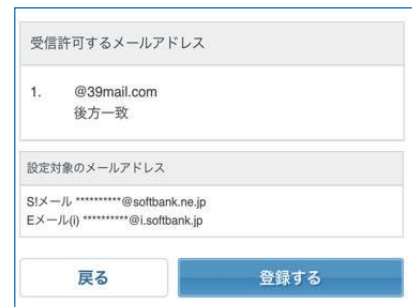 受信許可するメールアドレス
1. @39mail.com
後方一致
設定対象のメールアドレス
S!メール **********@softbank.ne.jp
Eメール(i) **********@i.softbank.jp
戻る 登録する